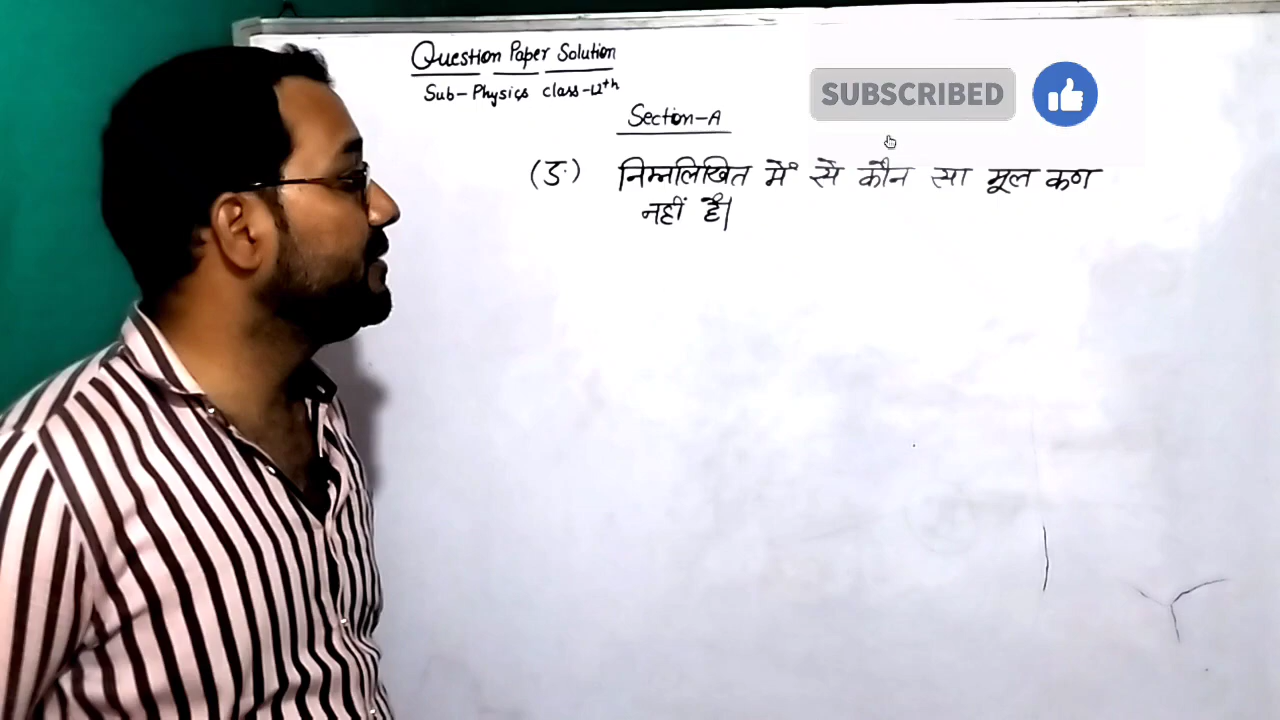 Question Paper Solution
Sub-Physics class-12th
SUBSCRIBED
Section-A
(ङ) निम्नलिखित में से कौन सा मूल कण
नहीं है।